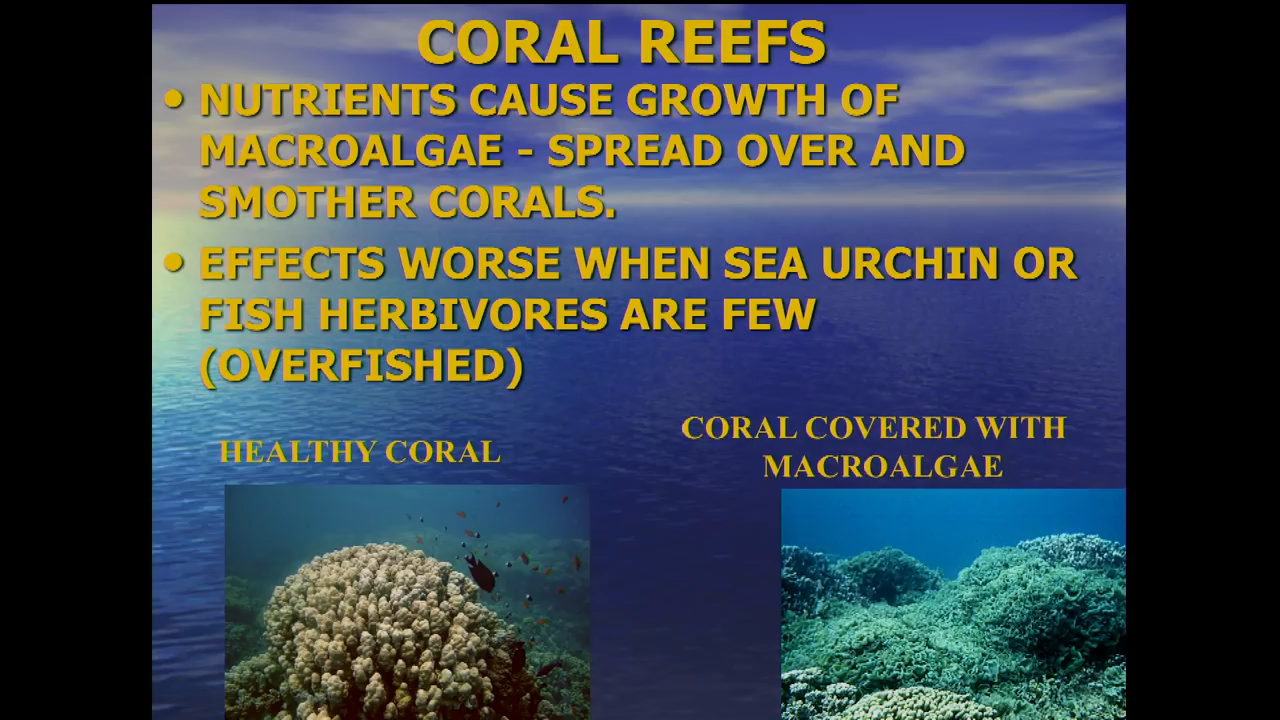 CORAL REEFS
• NUTRIENTS CAUSE GROWTH OF
MACROALGAE - SPREAD OVER AND
SMOTHER CORALS.
• EFFECTS WORSE WHEN SEA URCHIN OR
FISH HERBIVORES ARE FEW
(OVERFISHED)
HEALTHY CORAL
CORAL COVERED WITH
MACROALGAE